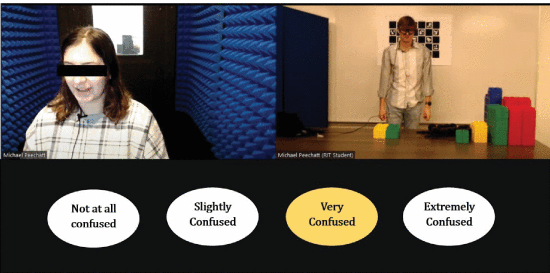 Michael Peechatt
Michael Peechatt (RIT Student)
Not at all
confused
Slightly
Confused
Very
Confused
Extremely
Confused